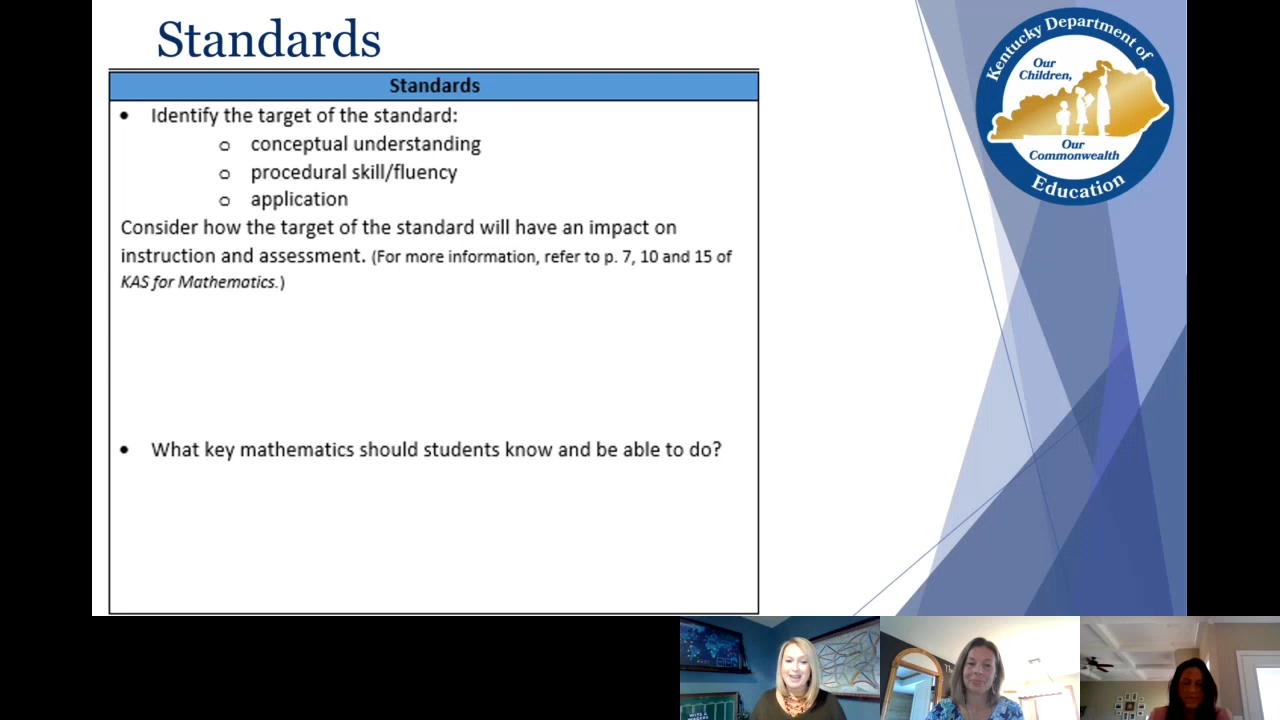 Standards
Standards
• Identify the target of the standard:
o conceptual understanding
o procedural skill/fluency
o application
Consider how the target of the standard will have an impact on
instruction and assessment. (For more information, refer to p. 7, 10 and 15 of
KAS for Mathematics.)
• What key mathematics should students know and be able to do?
Kentucky Department of
Our
Children,
Our
Commonwealth
Education